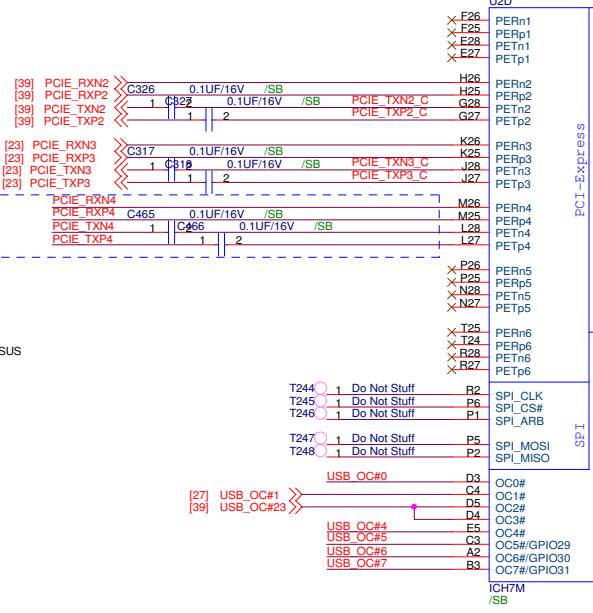 U2D
F26 PERn1
F25 PERp1
E28 PETn1
E27 PETp1
[39] PCIE_RXN2 H26 PERn2
[39] PCIE_RXP2 C326 0.1UF/16V /SB H25 PERp2
[39] PCIE_TXN2 1 C327 2 0.1UF/16V /SB PCIE_TXN2_C G28 PETn2
[39] PCIE_TXP2 1 2 PCIE_TXP2_C G27 PETp2
[23] PCIE_RXN3 K26 PERn3
[23] PCIE_RXP3 C317 0.1UF/16V /SB K25 PERp3
[23] PCIE_TXN3 1 C318 2 0.1UF/16V /SB PCIE_TXN3_C J28 PETn3
[23] PCIE_TXP3 1 2 PCIE_TXP3_C J27 PETp3
PCIE_RXN4 M26 PERn4
PCIE_RXP4 C465 0.1UF/16V /SB M25 PERp4
PCIE_TXN4 1 C466 2 0.1UF/16V /SB L28 PETn4
PCIE_TXP4 1 2 L27 PETp4
PCI-Express
P26 PERn5
P25 PERp5
N28 PETn5
N27 PETp5
T25 PERn6
T24 PERp6
R28 PETn6
R27 PETp6
SUS
T244 1 Do Not Stuff R2 SPI_CLK
T245 1 Do Not Stuff P6 SPI_CS#
T246 1 Do Not Stuff P1 SPI_ARB
SPI
T247 1 Do Not Stuff P5 SPI_MOSI
T248 1 Do Not Stuff P2 SPI_MISO
USB_OC#0 D3 OC0#
[27] USB_OC#1 C4 OC1#
[39] USB_OC#23 D5 OC2#
D4 OC3#
USB_OC#4 E5 OC4#
USB_OC#5 C3 OC5#/GPIO29
USB_OC#6 A2 OC6#/GPIO30
USB_OC#7 B3 OC7#/GPIO31
ICH7M
/SB